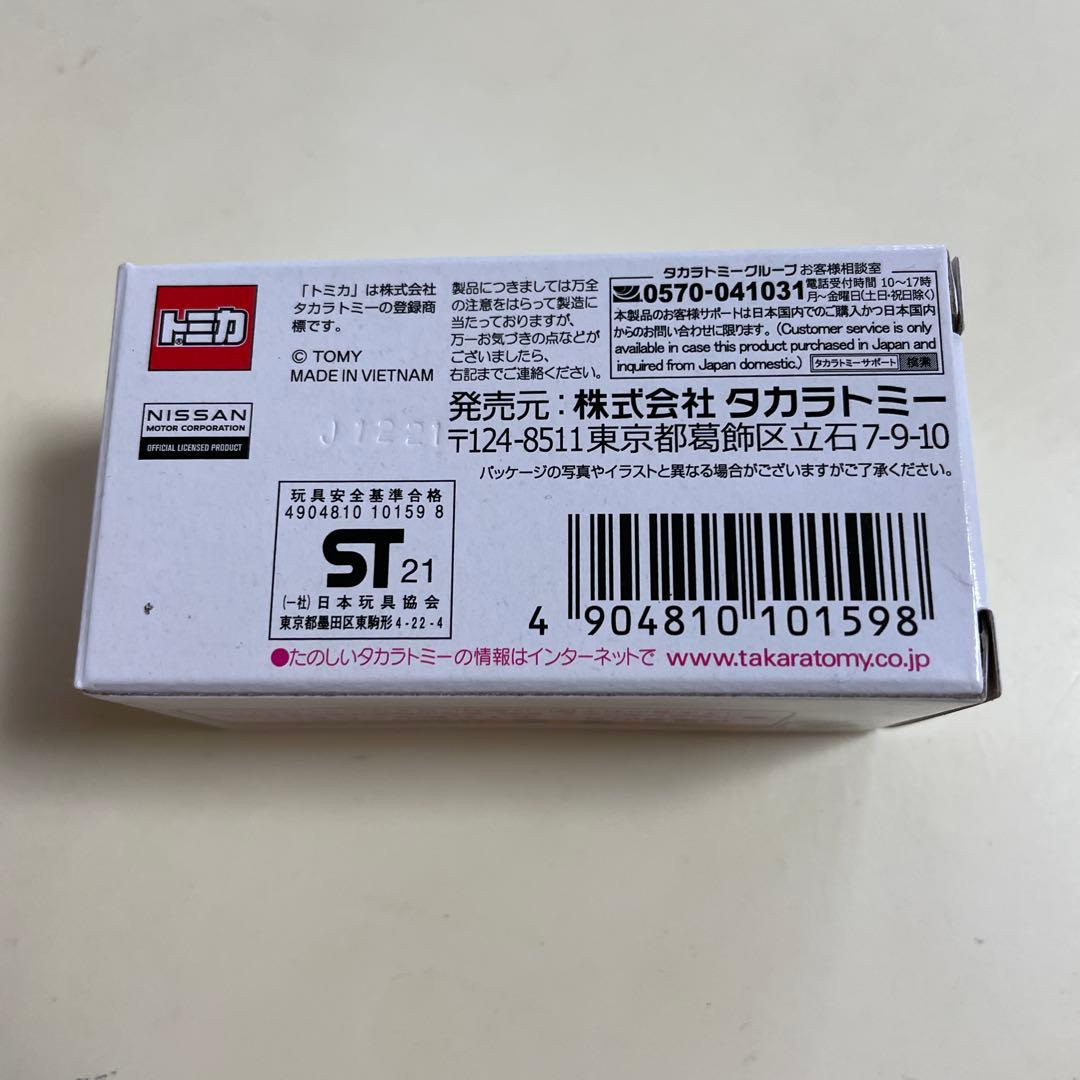 トミカ
®
NISSAN
MOTOR CORPORATION
OFFICIAL LICENSED PRODUCT
「トミカ」は株式会社
タカラトミーの登録商
標です。
© TOMY
MADE IN VIETNAM
J1221
製品につきましては万全
の注意をはらって製造に
当たっておりますが、
万一お気づきの点などが
ございましたら、
右記までご連絡ください。
タカラトミーグループ お客様相談室
0570-041031 電話受付時間 10～17時
月～金曜日(土日・祝日除く)
本製品のお客様サポートは日本国内でのご購入かつ日本国内
からのお問い合わせに限ります。(Customer service is only
available in case this product purchased in Japan and
inquired from Japan domestic.) タカラトミーサポート 検索
発売元：株式会社 タカラトミー
〒124-8511 東京都葛飾区立石7-9-10
パッケージの写真やイラストと異なる場合がございますがご了承ください。
玩具安全基準合格
4904810 10159 8
ST 21
(一社) 日本玩具協会
東京都墨田区東駒形4-22-4
4 904810 101598
●たのしいタカラトミーの情報はインターネットで www.takaratomy.co.jp